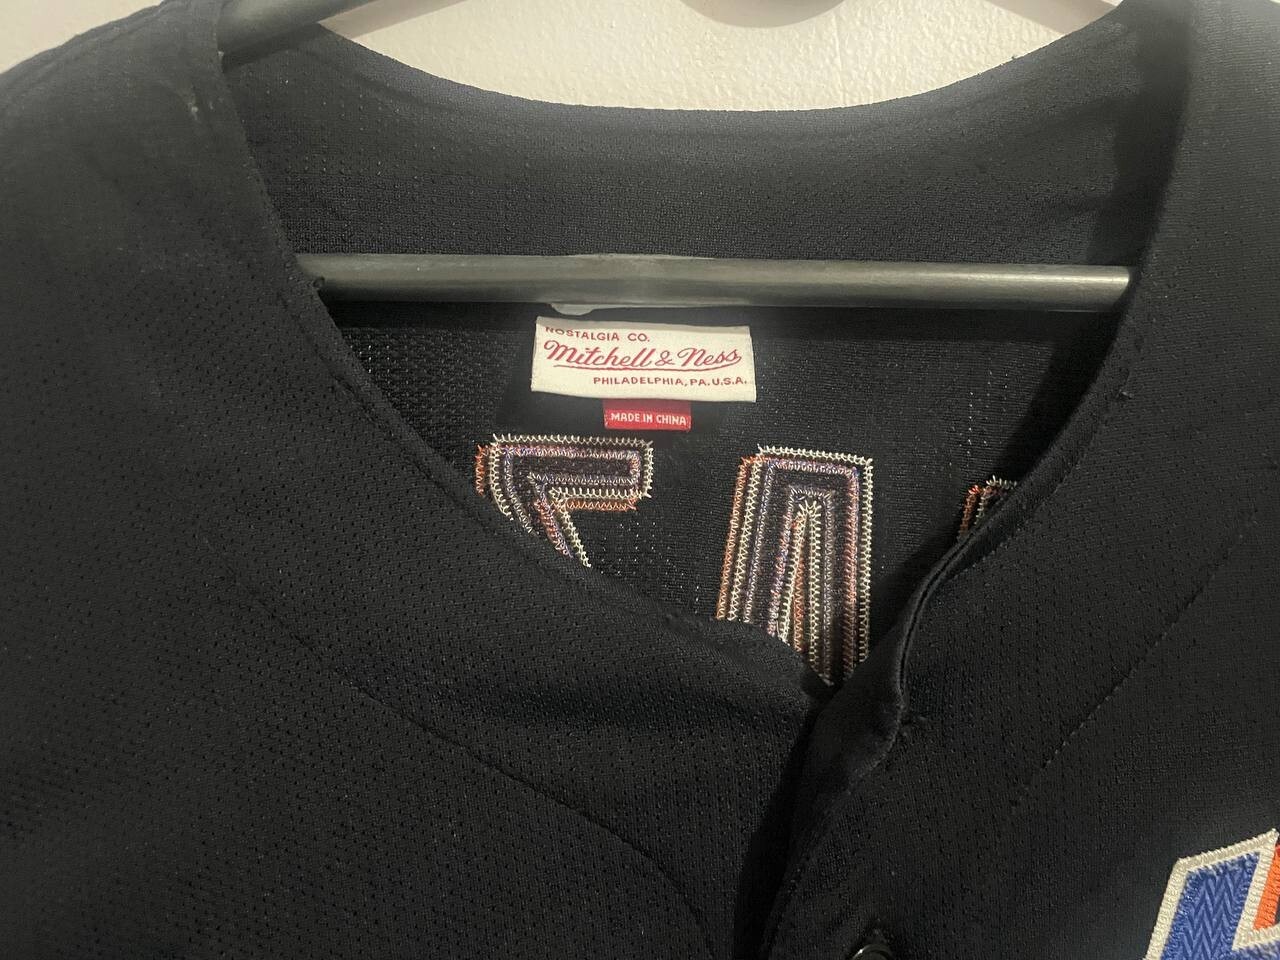 NOSTALGIA CO.
Mitchell & Ness
PHILADELPHIA, PA. U.S.A.
MADE IN CHINA